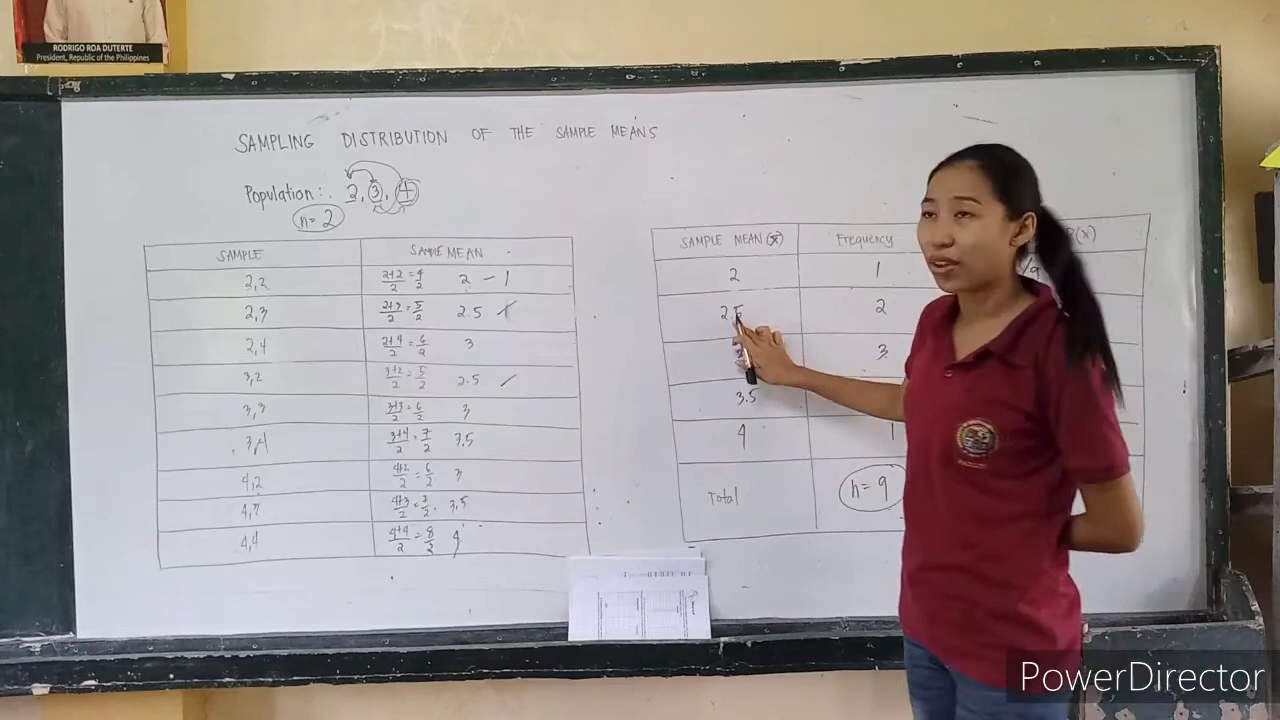 RODRIGO ROA DUTERTE
President, Republic of the Philippines
SAMPLING DISTRIBUTION OF THE SAMPLE MEANS
Population: 2, 3, 4
n= 2
SAMPLE SAMPLE MEAN
2,2 2+2/2 = 4/2 2 - 1
2,3 2+3/2 = 5/2 2.5
2,4 2+4/2 = 6/2 3
3,2 3+2/2 = 5/2 2.5
3,3 3+3/2 = 6/2 3
3,4 3+4/2 = 7/2 3.5
4,2 4+2/2 = 6/2 3
4,3 4+3/2 = 7/2 3.5
4,4 4+4/2 = 8/2 4
SAMPLE MEAN (x̄) Frequency P(X)
2 1 /9
2.5 2
3
3.5
4 1
Total n= 9
PowerDirector